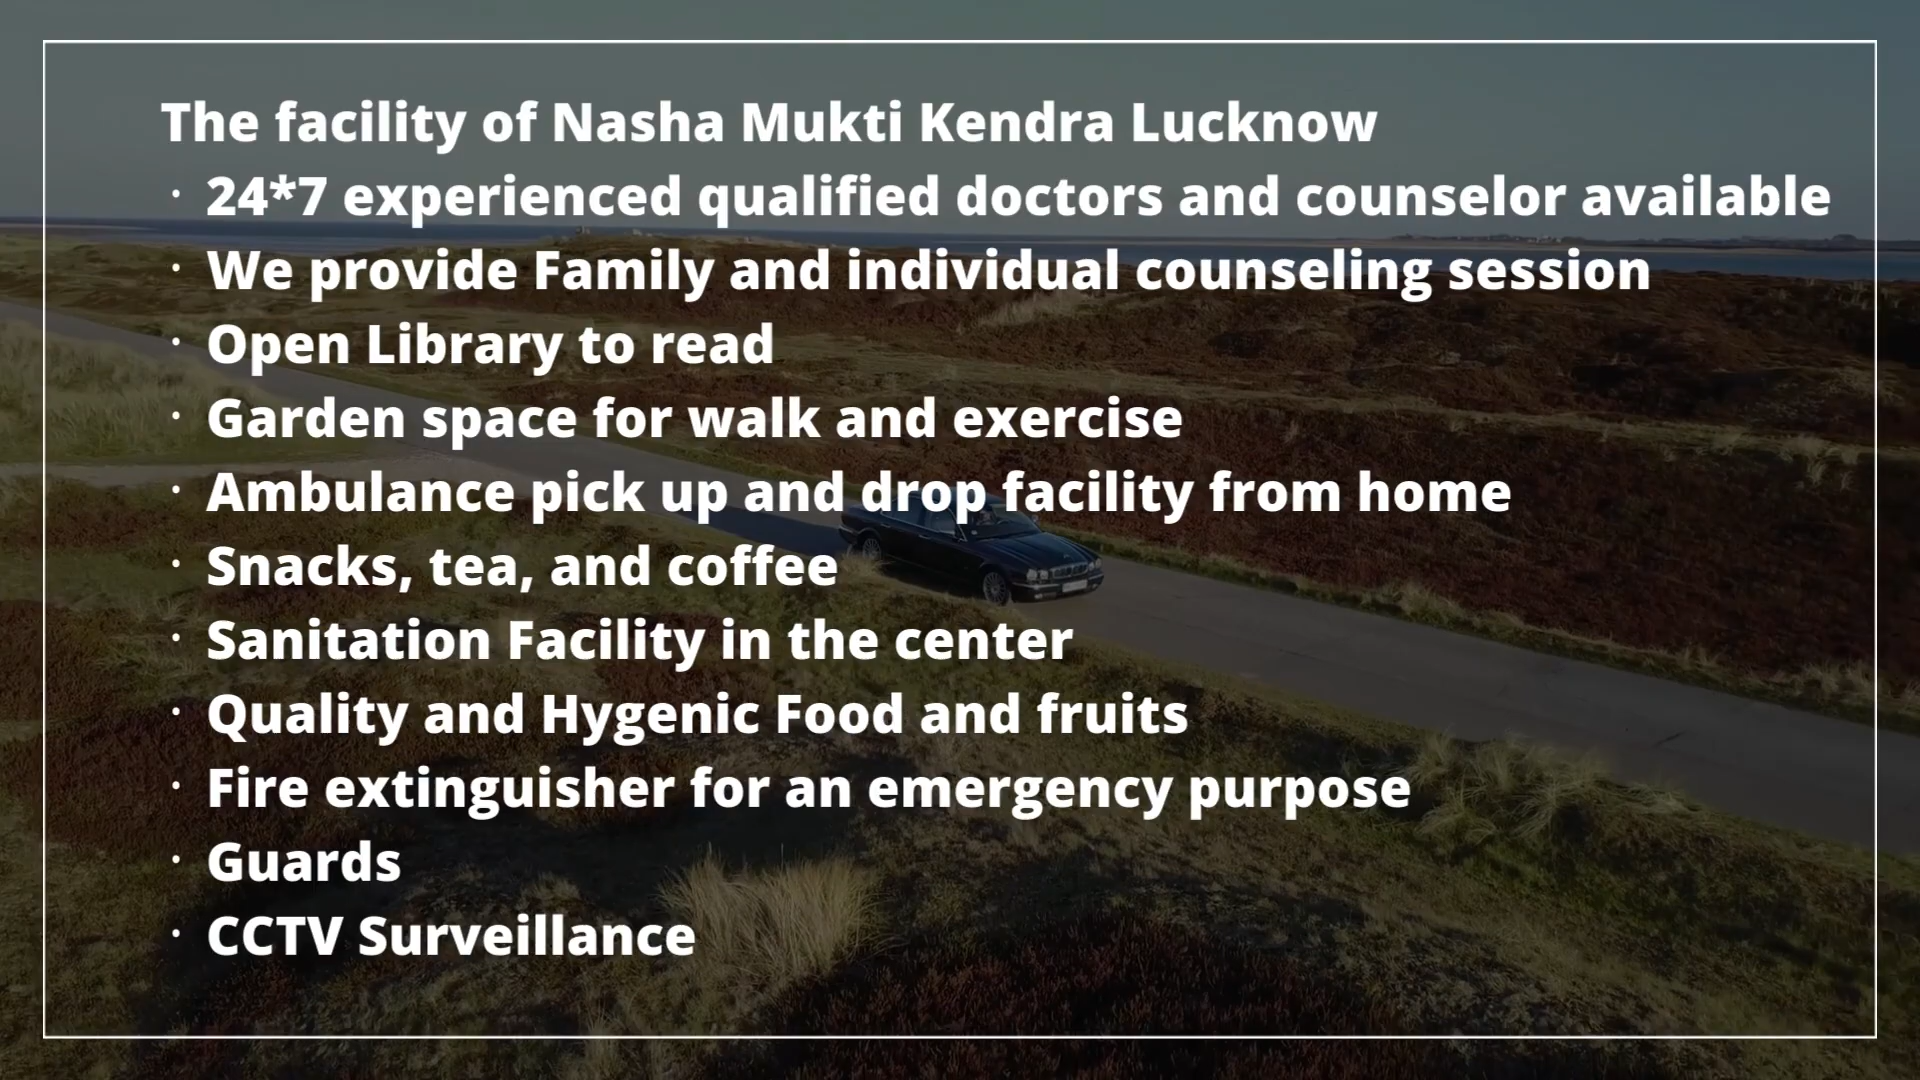 The facility of Nasha Mukti Kendra Lucknow
· 24*7 experienced qualified doctors and counselor available
· We provide Family and individual counseling session
· Open Library to read
· Garden space for walk and exercise
· Ambulance pick up and drop facility from home
· Snacks, tea, and coffee
· Sanitation Facility in the center
· Quality and Hygenic Food and fruits
· Fire extinguisher for an emergency purpose
· Guards
· CCTV Surveillance